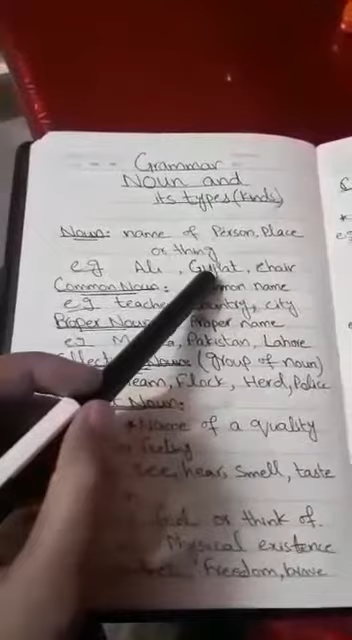 Grammar
Noun and
its types (kinds)
Noun: name of Person, Place
or thing
eg Ali, Gujrat, chair
Common Noun: name
eg country, city
Proper Noun: Proper name
Pakistan, Lahore
Nouns (group of noun)
Team, Flock, Herd, Police
Noun:
*Name of a quality
feeling
see, hear, smell, taste
or think of.
Physical existence
Freedom, brave